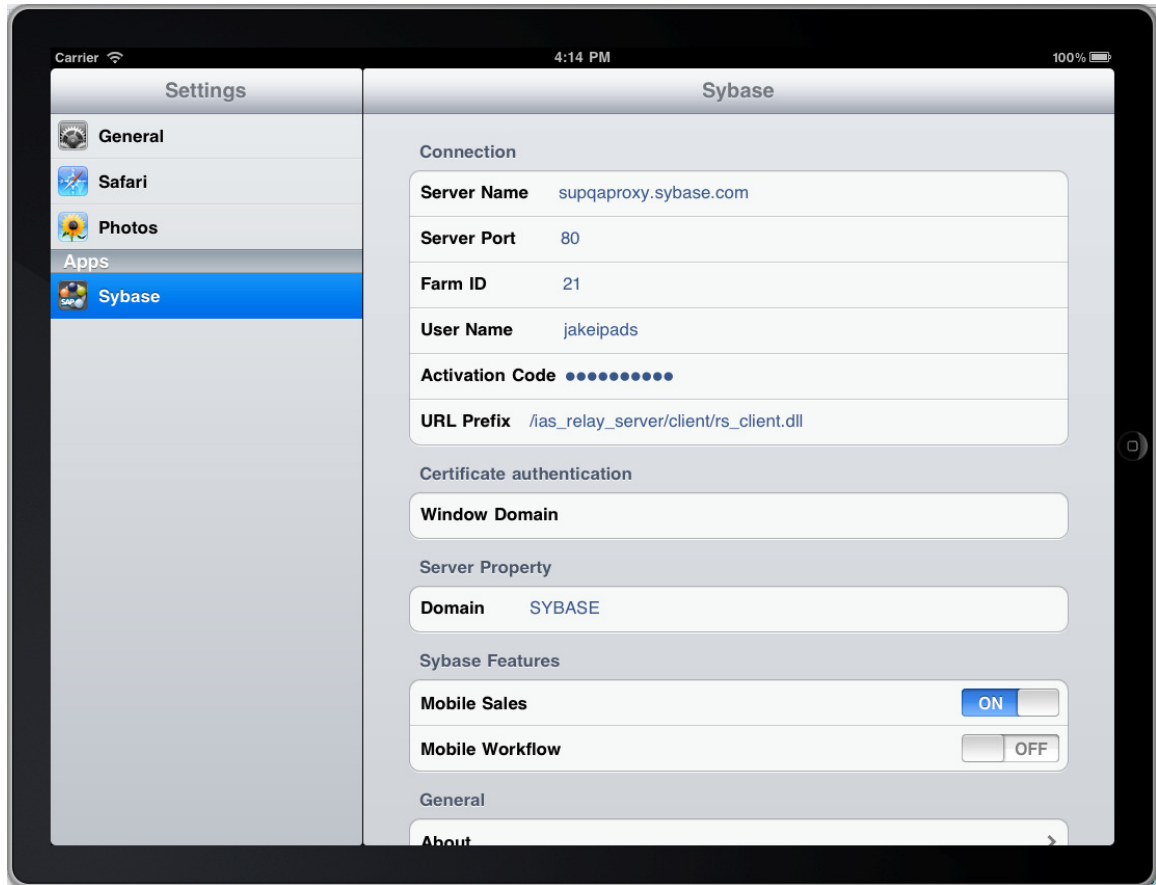 Carrier 4:14 PM 100%
Settings
General
Safari
Photos
Apps
SAP
Sybase
Sybase
Connection
Server Name supqaproxy.sybase.com
Server Port 80
Farm ID 21
User Name jakeipads
Activation Code ●●●●●●●●●●
URL Prefix /ias_relay_server/client/rs_client.dll
Certificate authentication
Window Domain
Server Property
Domain SYBASE
Sybase Features
Mobile Sales ON
Mobile Workflow OFF
General
About